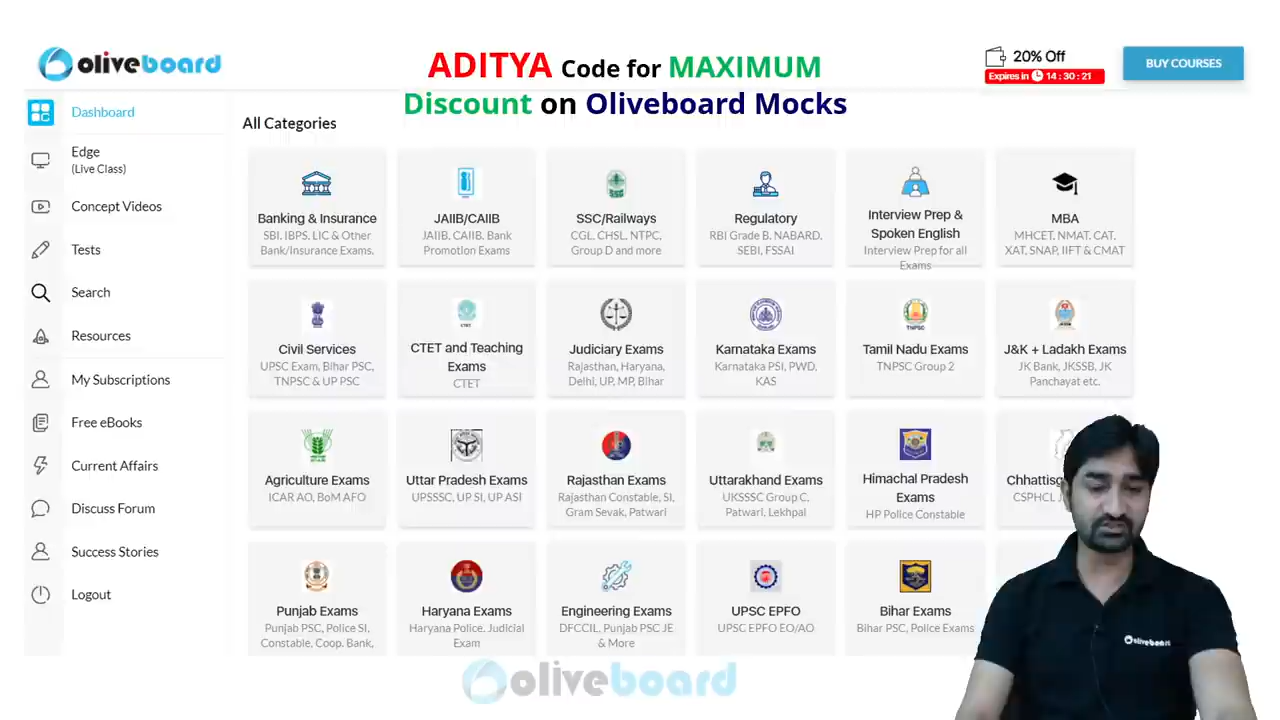 oliveboard
ADITYA Code for MAXIMUM
Discount on Oliveboard Mocks
20% Off
Expires in 14 : 30 : 21
BUY COURSES
Dashboard
Edge
(Live Class)
Concept Videos
Tests
Search
Resources
My Subscriptions
Free eBooks
Current Affairs
Discuss Forum
Success Stories
Logout
All Categories
Banking & Insurance
SBI, IBPS, LIC & Other
Bank/Insurance Exams.
JAIIB/CAIIB
JAIIB, CAIIB, Bank
Promotion Exams
SSC/Railways
CGL, CHSL, NTPC,
Group D and more
Regulatory
RBI Grade B, NABARD,
SEBI, FSSAI
Interview Prep &
Spoken English
Interview Prep for all
Exams
MBA
MHCET, NMAT, CAT,
XAT, SNAP, IIFT & CMAT
Civil Services
UPSC Exam, Bihar PSC,
TNPSC & UP PSC
CTET
CTET and Teaching
Exams
CTET
Judiciary Exams
Rajasthan, Haryana,
Delhi, UP, MP, Bihar
Karnataka Exams
Karnataka PSI, PWD,
KAS
TNPSC
Tamil Nadu Exams
TNPSC Group 2
J&K + Ladakh Exams
JK Bank, JKSSB, JK
Panchayat etc.
Agriculture Exams
ICAR AO, BoM AFO
Uttar Pradesh Exams
UPSSSC, UP SI, UP ASI
Rajasthan Exams
Rajasthan Constable, SI,
Gram Sevak, Patwari
Uttarakhand Exams
UKSSSC Group C,
Patwari, Lekhpal
Himachal Pradesh
Exams
HP Police Constable
Chhattisg
CSPHCL J
Punjab Exams
Punjab PSC, Police SI,
Constable, Coop. Bank,
Haryana Exams
Haryana Police, Judicial
Exam
Engineering Exams
DFCCIL, Punjab PSC JE
& More
UPSC EPFO
UPSC EPFO EO/AO
Bihar Exams
Bihar PSC, Police Exams
oliveboard
oliveboard